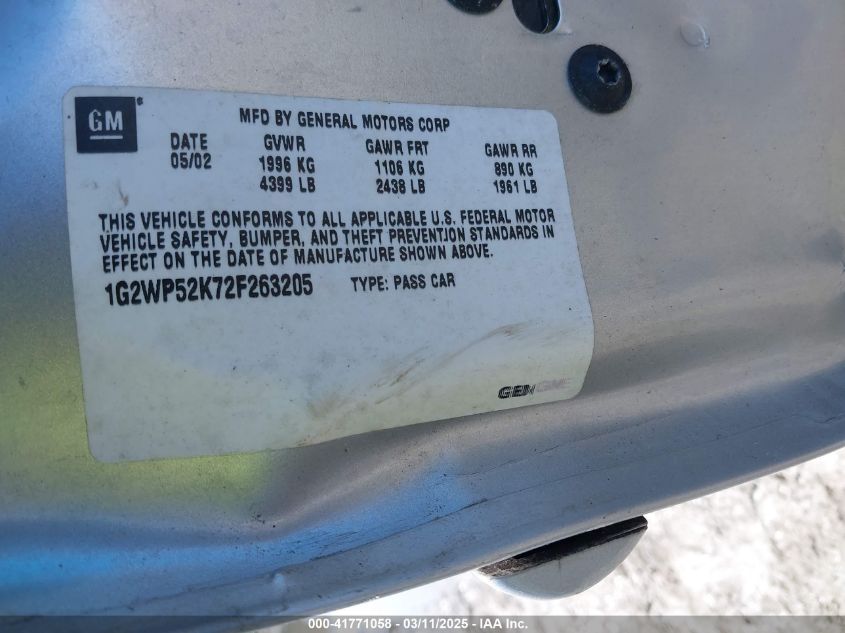 GM
MFD BY GENERAL MOTORS CORP
DATE GVWR GAWR FRT GAWR RR
05/02 1996 KG 1106 KG 890 KG
4399 LB 2438 LB 1961 LB
THIS VEHICLE CONFORMS TO ALL APPLICABLE U.S. FEDERAL MOTOR
VEHICLE SAFETY, BUMPER, AND THEFT PREVENTION STANDARDS IN
EFFECT ON THE DATE OF MANUFACTURE SHOWN ABOVE.
1G2WP52K72F263205 TYPE: PASS CAR
000-41771058 - 03/11/2025 - IAA Inc.